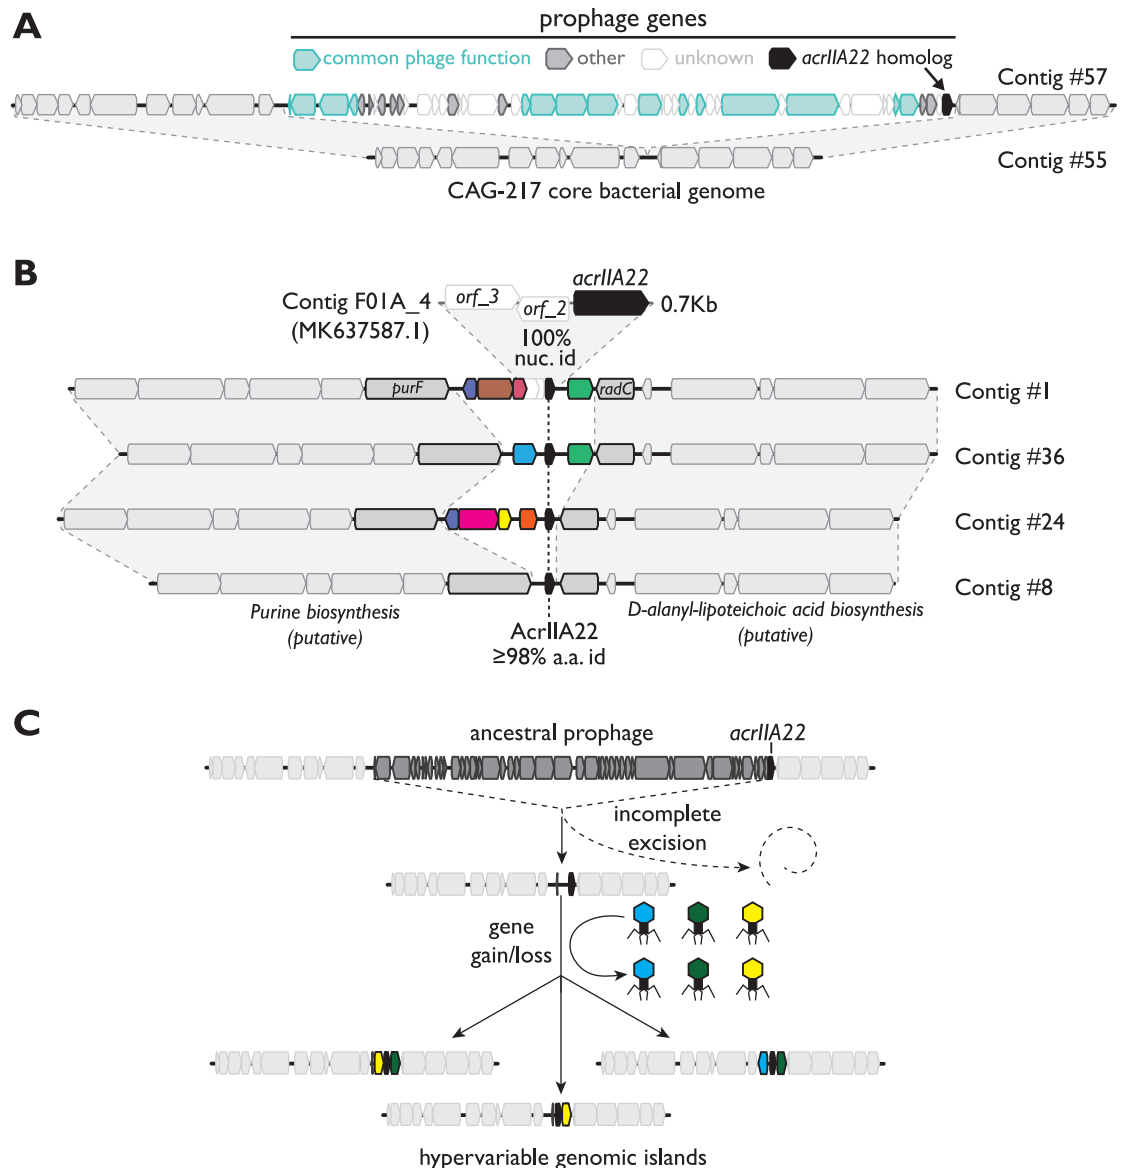 A
prophage genes
common phage function
other
unknown
acrIIA22 homolog
Contig #57
Contig #55
CAG-217 core bacterial genome
B
acrIIA22
Contig F01A_4
(MK637587.1)
orf_3
orf_2
0.7Kb
100%
nuc. id
purF
radC
Contig #1
Contig #36
Contig #24
Contig #8
Purine biosynthesis
(putative)
D-alanyl-lipoteichoic acid biosynthesis
(putative)
AcrIIA22
≥98% a.a. id
C
ancestral prophage
acrIIA22
incomplete
excision
gene
gain/loss
hypervariable genomic islands